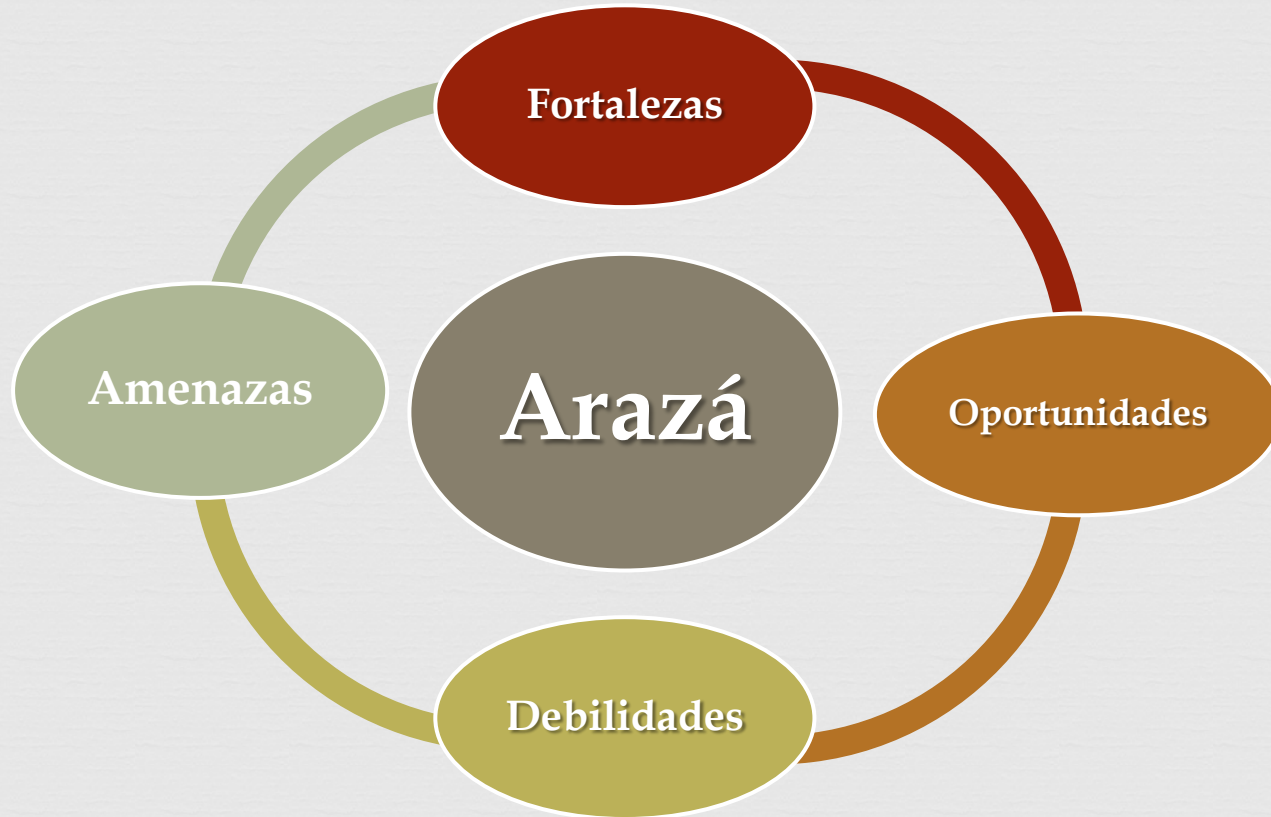 Fortalezas
Amenazas
Arazá
Oportunidades
Debilidades